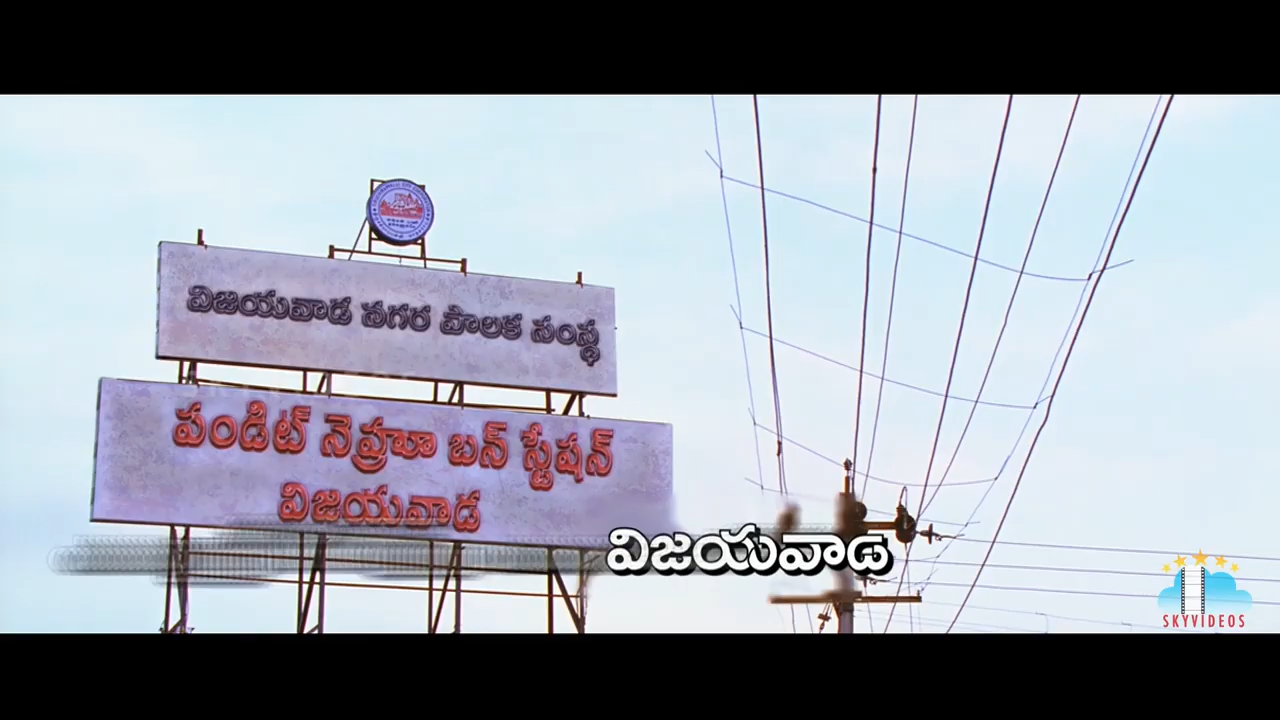 విజయవాడ నగర పాలక సంస్థ
పండిట్ నెహ్రూ బస్ స్టేషన్
విజయవాడ
విజయవాడ
SKYVIDEOS